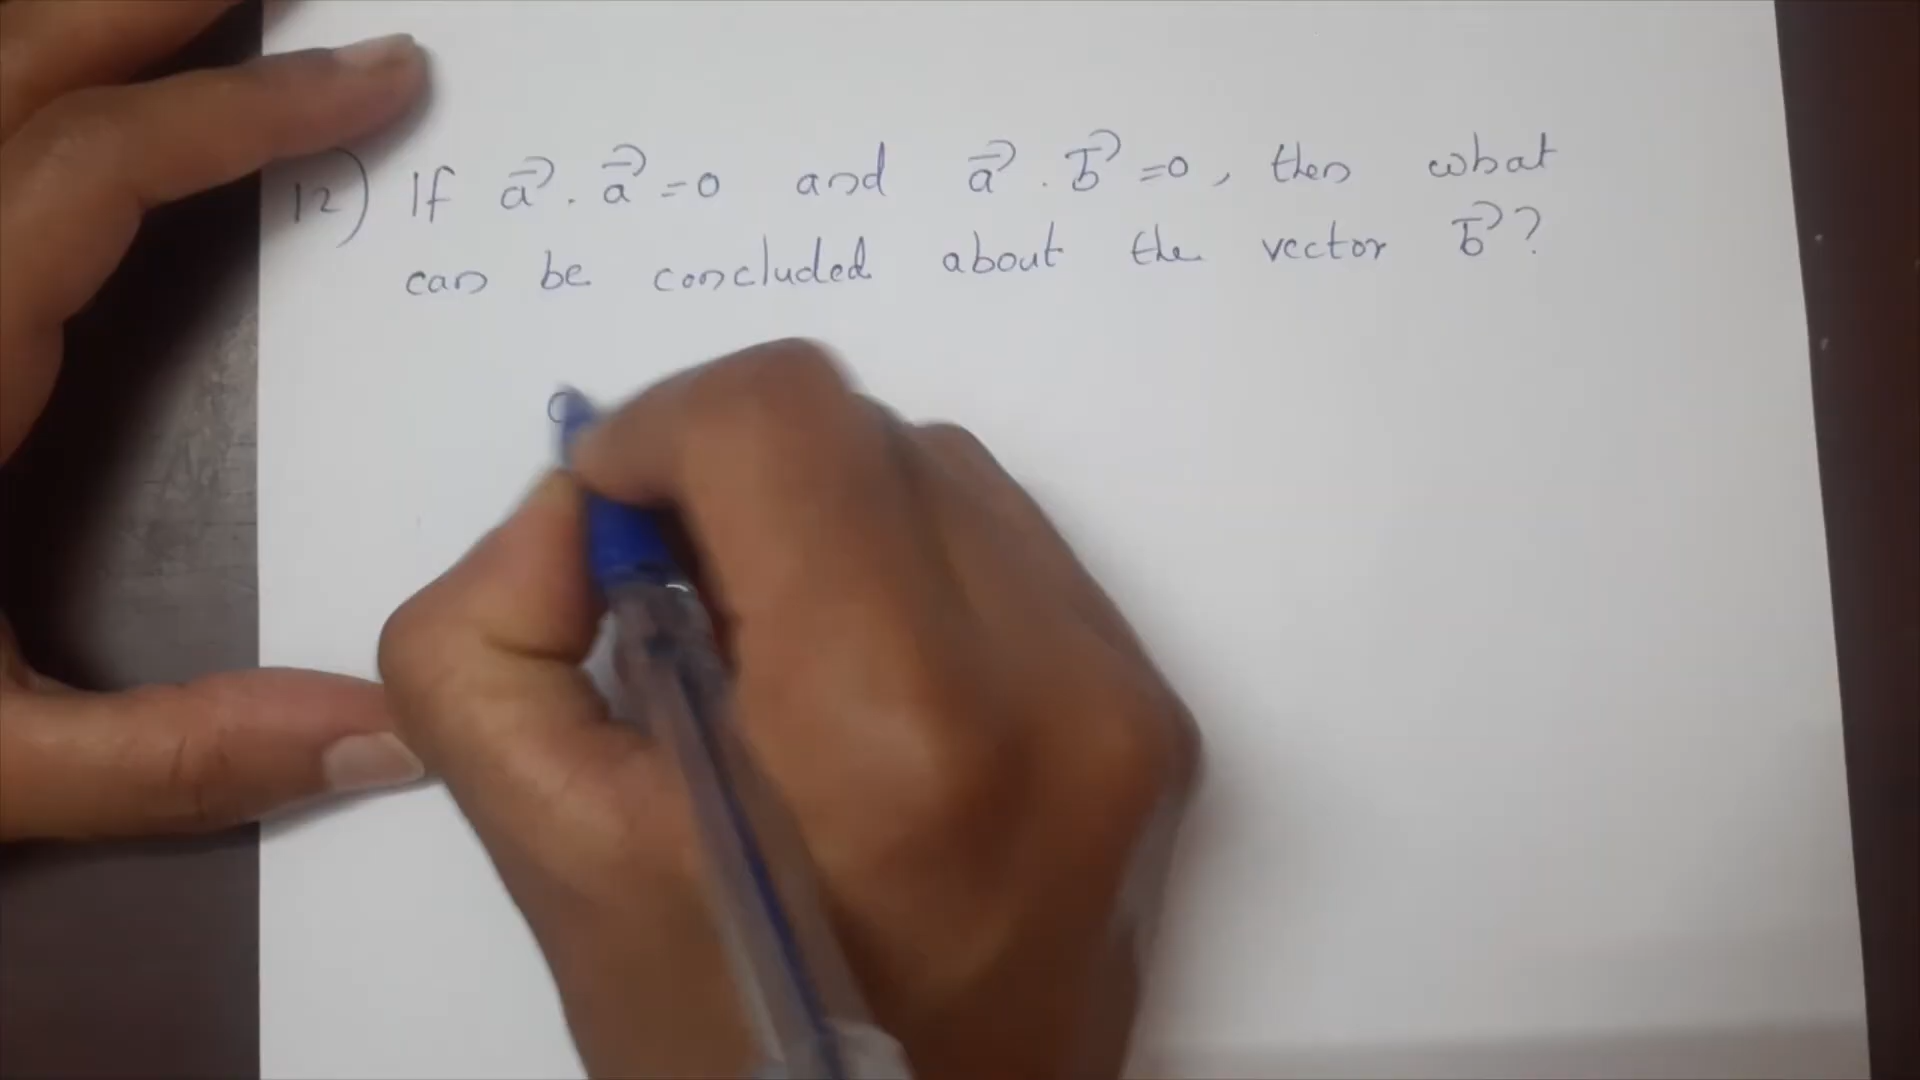 12) If a⃗ . a⃗ =0 and a⃗ . b⃗ =0, then what
can be concluded about the vector b⃗ ?